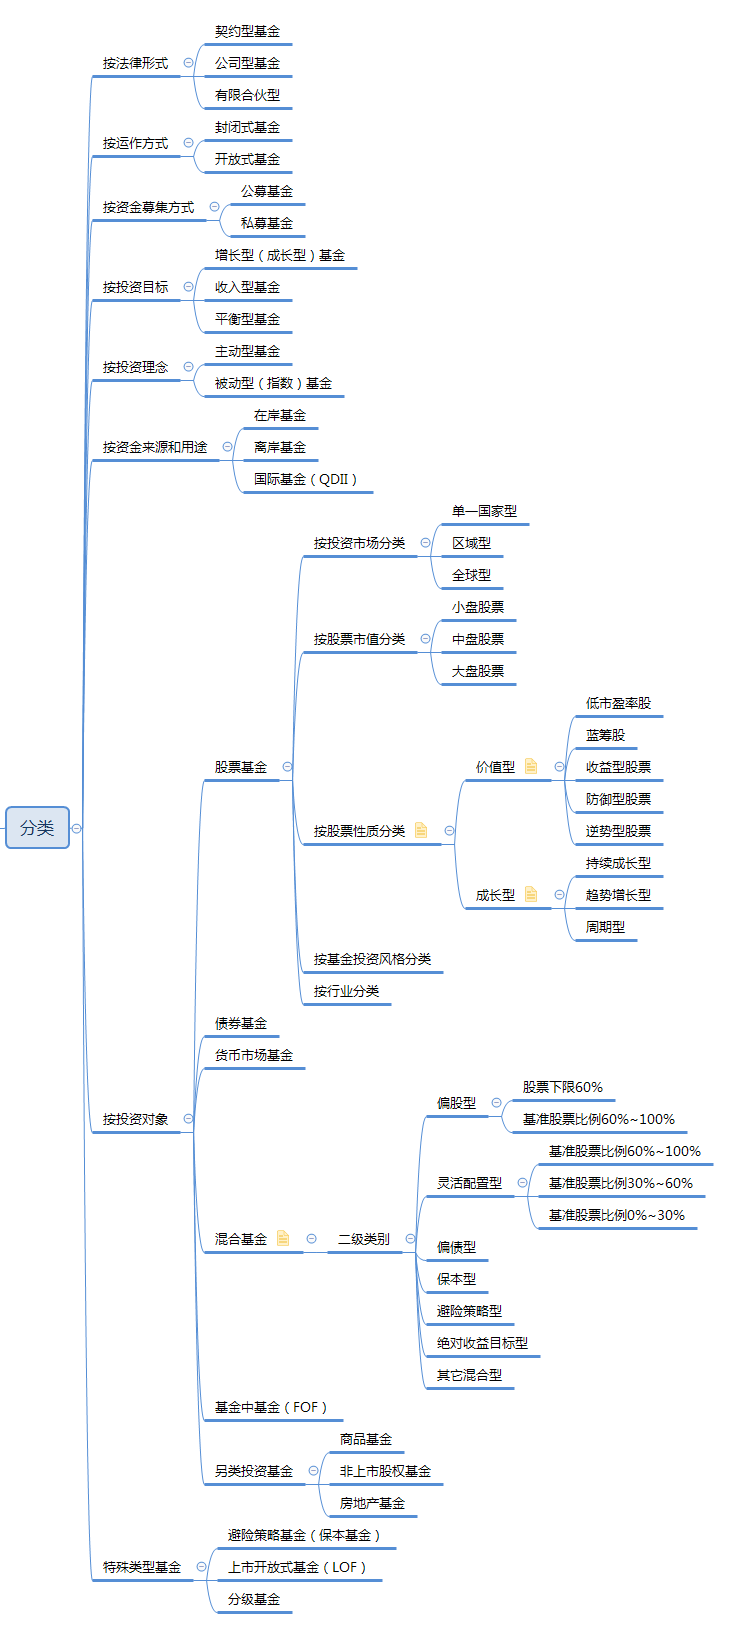 分类
按法律形式
契约型基金
公司型基金
有限合伙型
按运作方式
封闭式基金
开放式基金
按资金募集方式
公募基金
私募基金
按投资目标
增长型（成长型）基金
收入型基金
平衡型基金
按投资理念
主动型基金
被动型（指数）基金
按资金来源和用途
在岸基金
离岸基金
国际基金（QDII）
按投资对象
股票基金
按投资市场分类
单一国家型
区域型
全球型
按股票市值分类
小盘股票
中盘股票
大盘股票
按股票性质分类
价值型
低市盈率股
蓝筹股
收益型股票
防御型股票
逆势型股票
成长型
持续成长型
趋势增长型
周期型
按基金投资风格分类
按行业分类
债券基金
货币市场基金
混合基金
二级类别
偏股型
股票下限60%
基准股票比例60%~100%
灵活配置型
基准股票比例60%~100%
基准股票比例30%~60%
基准股票比例0%~30%
偏债型
保本型
避险策略型
绝对收益目标型
其它混合型
基金中基金（FOF）
另类投资基金
商品基金
非上市股权基金
房地产基金
特殊类型基金
避险策略基金（保本基金）
上市开放式基金（LOF）
分级基金